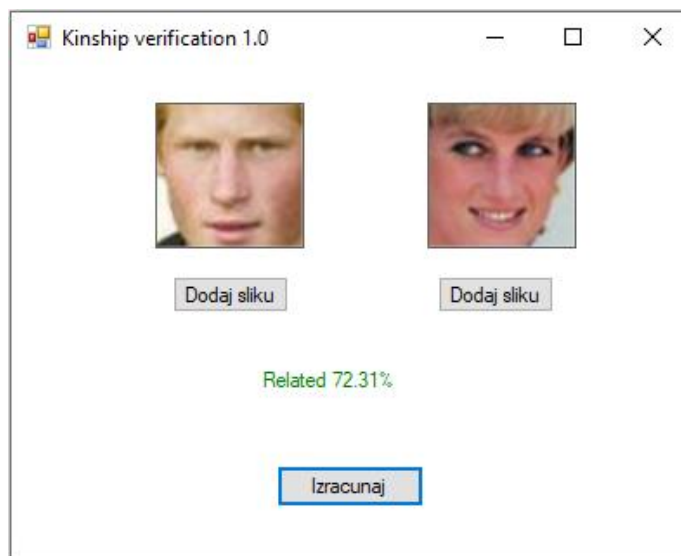 Kinship verification 1.0
Dodaj sliku Dodaj sliku
Related 72.31%
Izracunaj